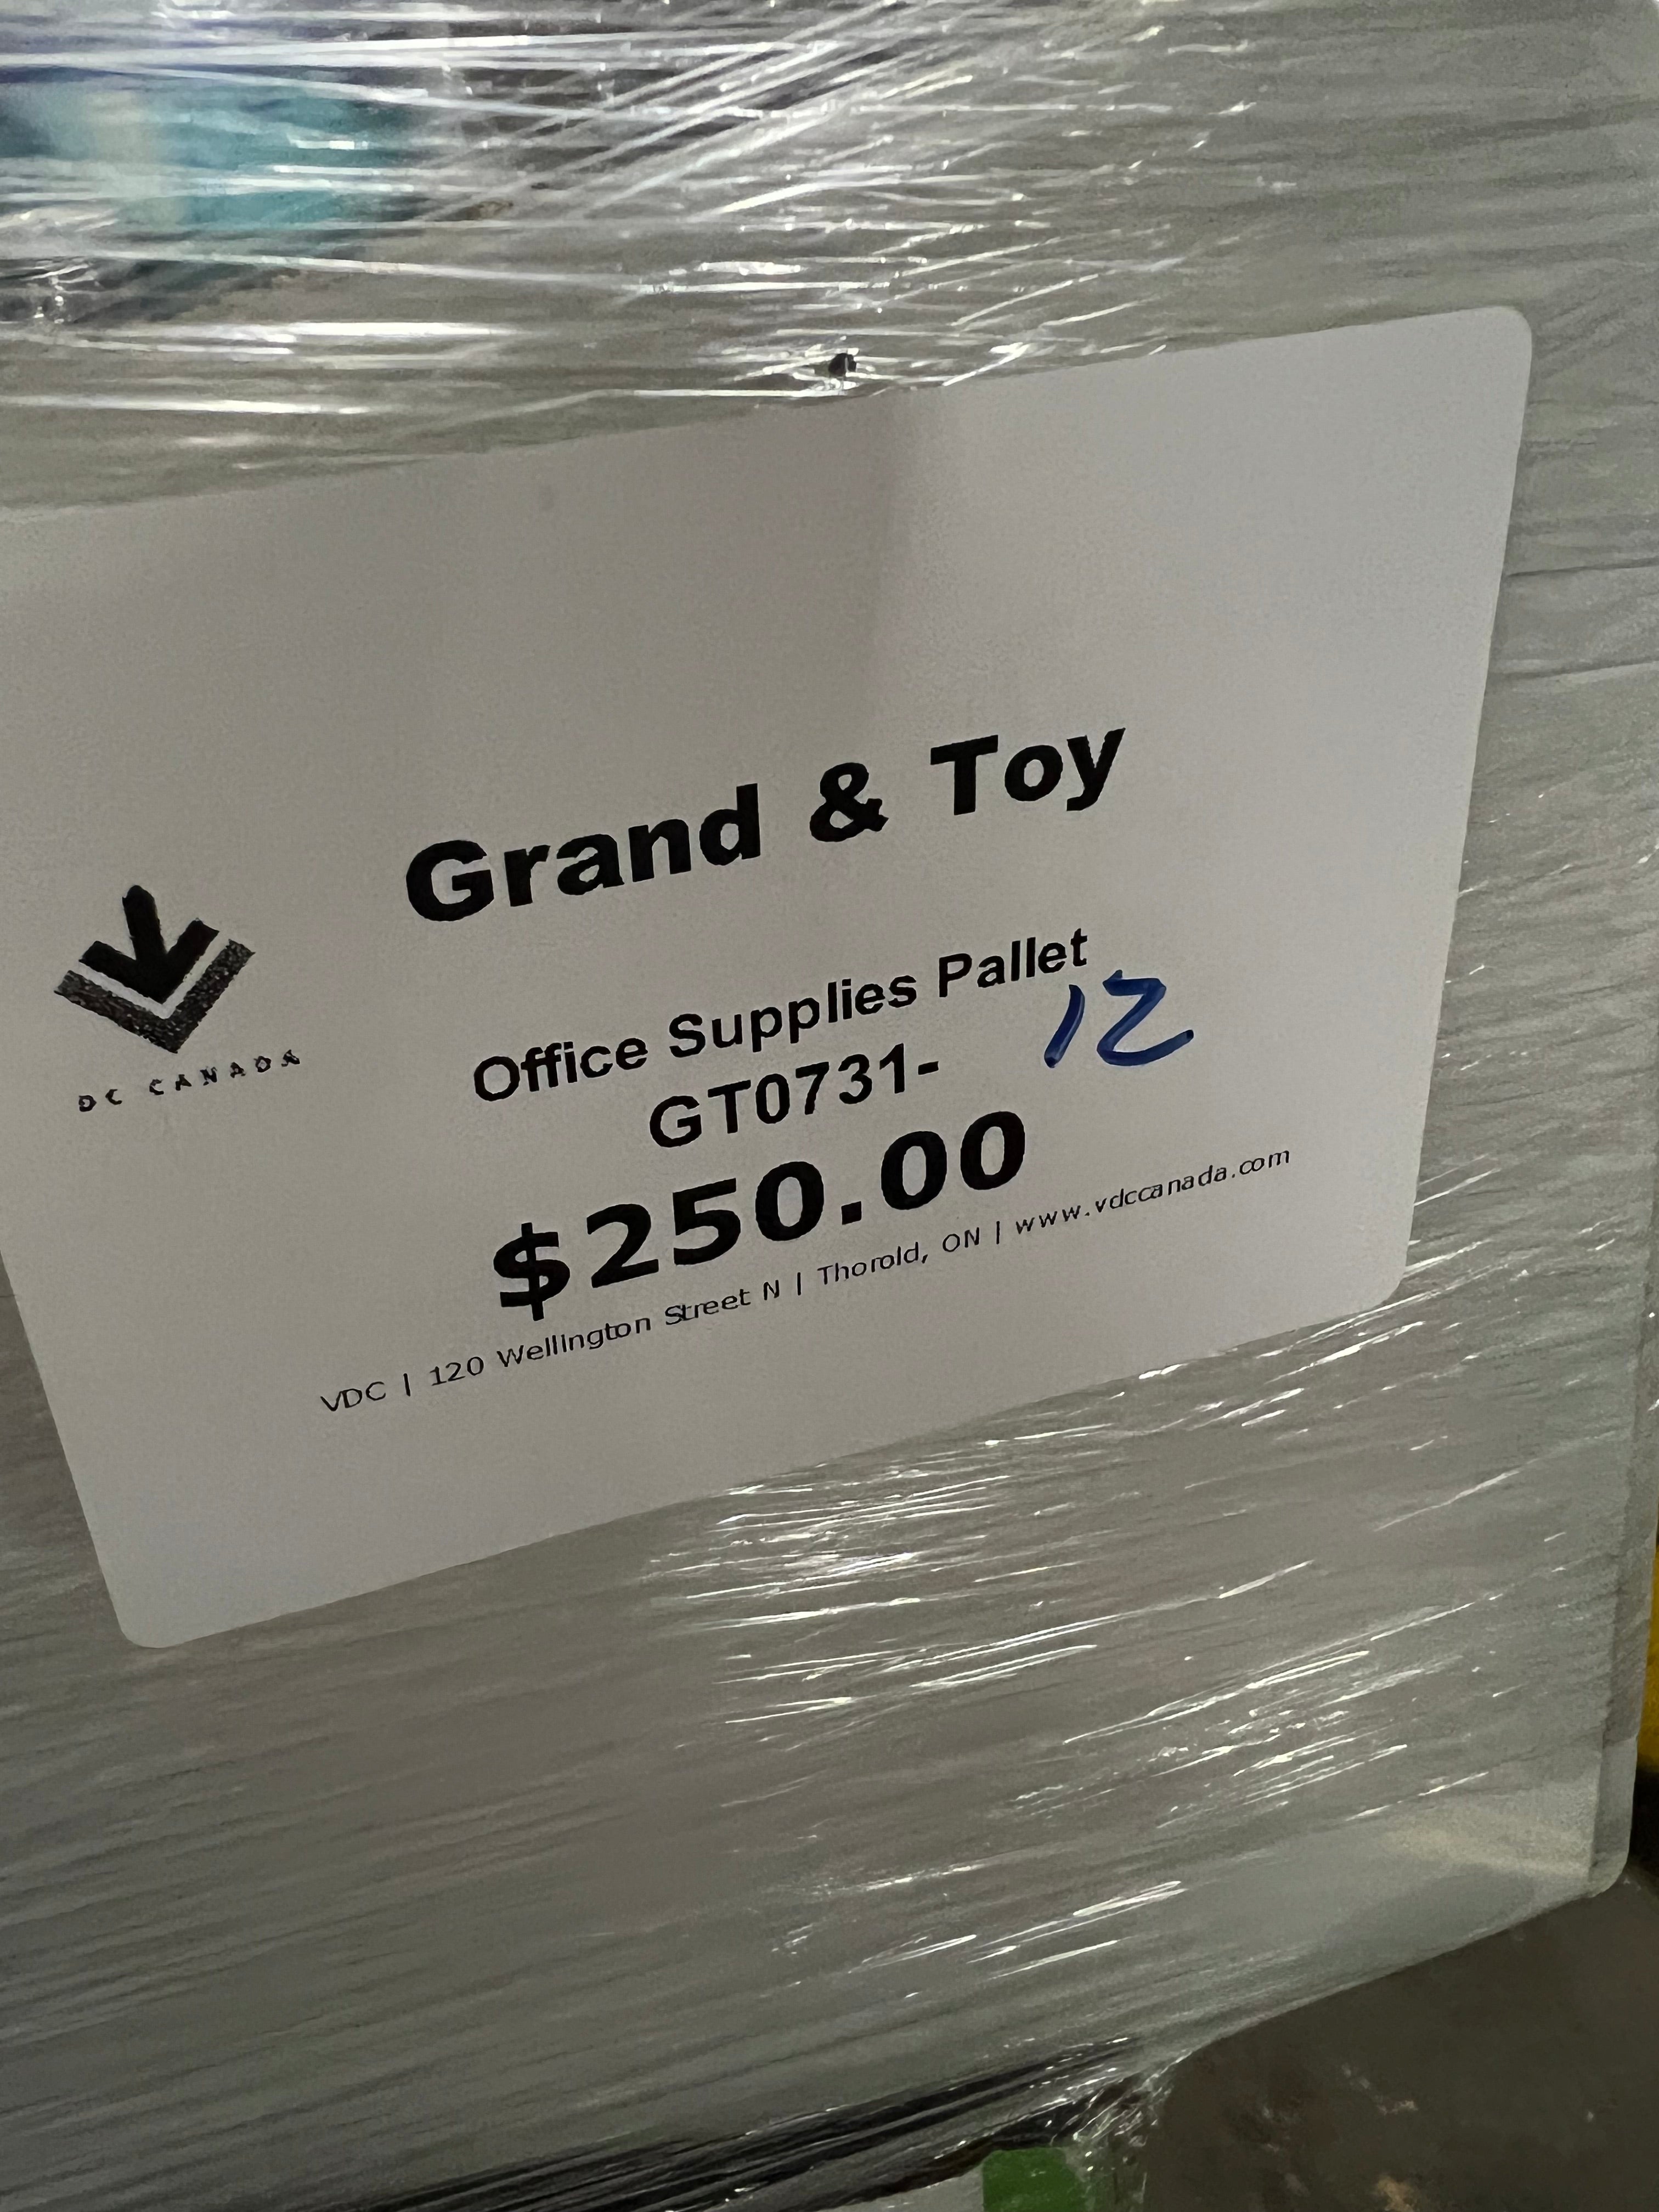 Grand & Toy
DC CANADA
Office Supplies Pallet
GT0731- 12
$250.00
VDC | 120 Wellington Street N | Thorold, ON | www.vdccanada.com